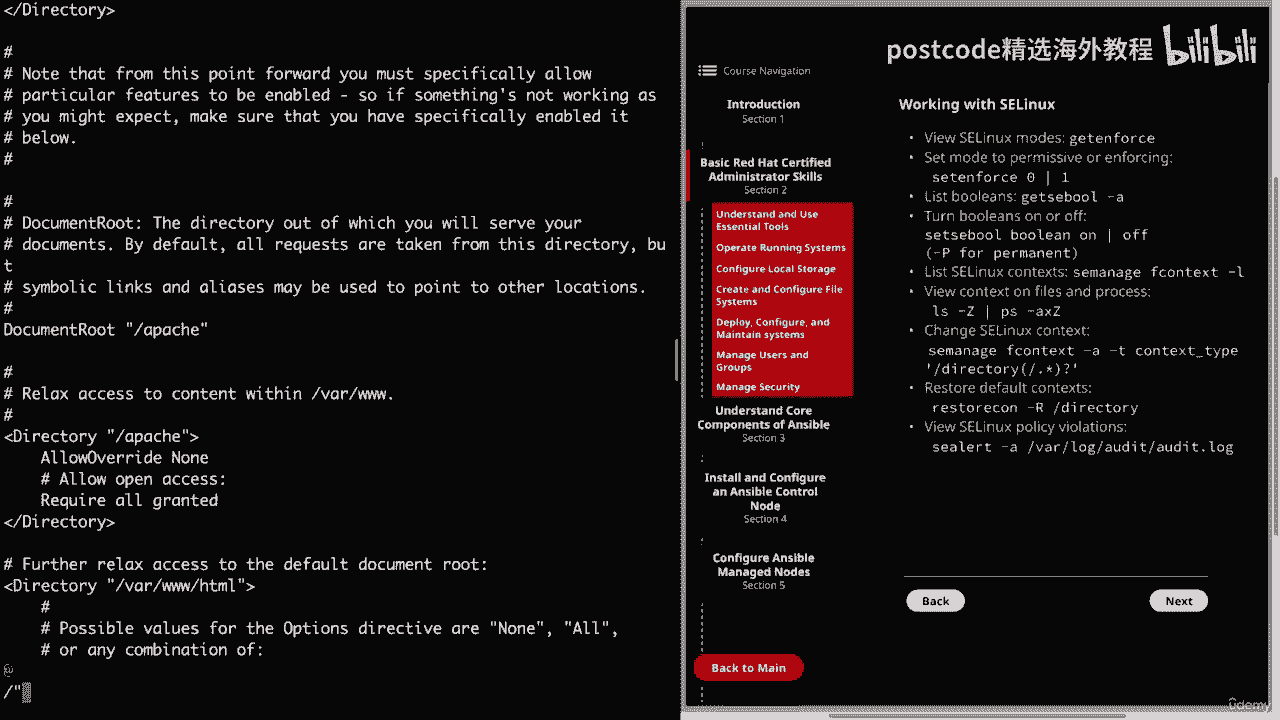 </Directory>
#
# Note that from this point forward you must specifically allow
# particular features to be enabled - so if something's not working as
# you might expect, make sure that you have specifically enabled it
# below.
#
#
# DocumentRoot: The directory out of which you will serve your
# documents. By default, all requests are taken from this directory, bu
t
# symbolic links and aliases may be used to point to other locations.
#
DocumentRoot "/apache"
#
# Relax access to content within /var/www.
#
<Directory "/apache">
    AllowOverride None
    # Allow open access:
    Require all granted
</Directory>
# Further relax access to the default document root:
<Directory "/var/www/html">
    #
    # Possible values for the Options directive are "None", "All",
    # or any combination of:
@
/"
postcode精选海外教程 bilibili
Course Navigation
Introduction
Section 1
Basic Red Hat Certified
Administrator Skills
Section 2
Understand and Use
Essential Tools
Operate Running Systems
Configure Local Storage
Create and Configure File
Systems
Deploy, Configure, and
Maintain systems
Manage Users and
Groups
Manage Security
Understand Core
Components of Ansible
Section 3
Install and Configure
an Ansible Control
Node
Section 4
Configure Ansible
Managed Nodes
Section 5
Back to Main
Working with SELinux
• View SELinux modes: getenforce
• Set mode to permissive or enforcing:
setenforce 0 | 1
• List booleans: getsebool -a
• Turn booleans on or off:
setsebool boolean on | off
(-P for permanent)
• List SELinux contexts: semanage fcontext -l
• View context on files and process:
ls -Z | ps -axZ
• Change SELinux context:
semanage fcontext -a -t context_type
'/directory(/.*)?'
• Restore default contexts:
restorecon -R /directory
• View SELinux policy violations:
sealert -a /var/log/audit/audit.log
Back
Next
Udemy